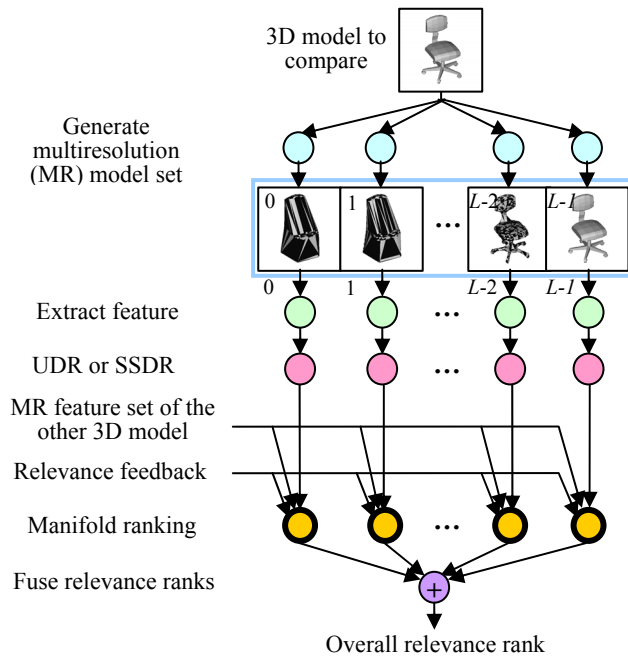 3D model to
compare
Generate
multiresolution
(MR) model set
0 1 ... L-2 L-1
0 1 L-2 L-1
Extract feature ...
UDR or SSDR ...
MR feature set of the
other 3D model
Relevance feedback
Manifold ranking ...
Fuse relevance ranks +
Overall relevance rank